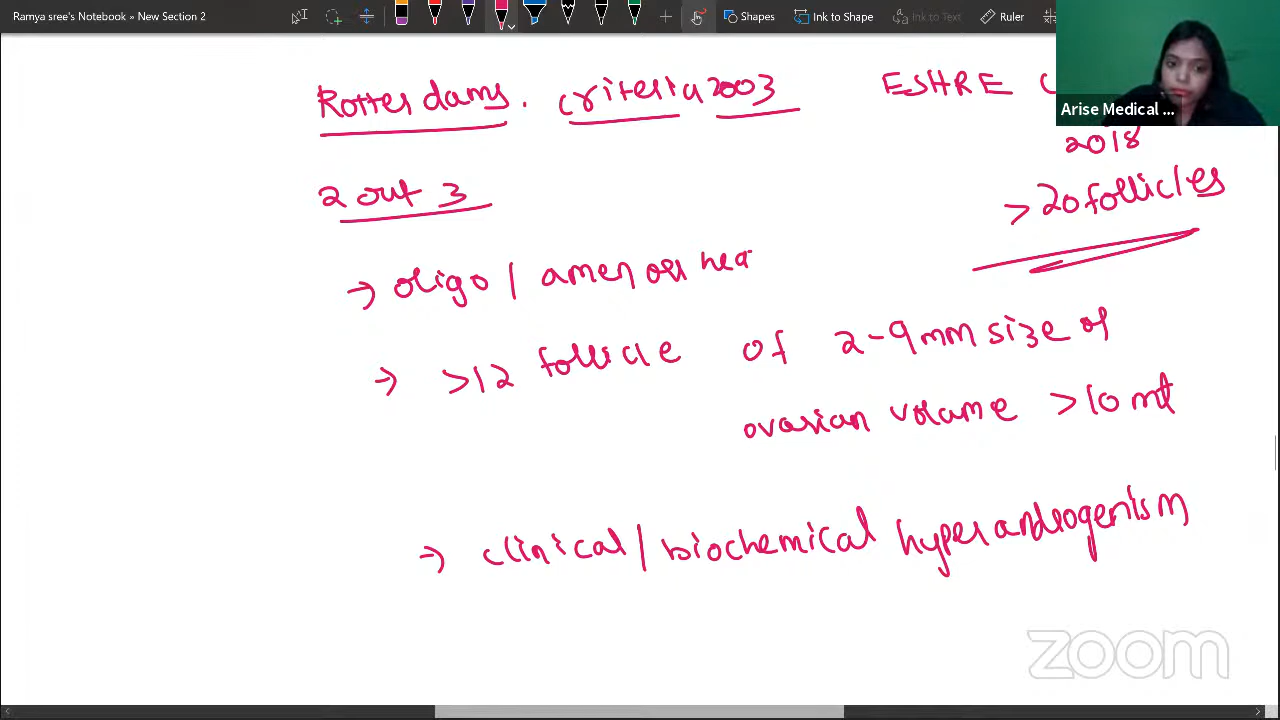 Ramya sree's Notebook » New Section 2
Shapes
Ink to Shape
Ink to Text
Ruler
Rotterdams. criteria 2003
ESHRE
Arise Medical ...
2018
2 out 3
>20 follicles
→ oligo / amenorrhea
→ >12 follicle of 2-9mm size of
ovarian volume >10 ml
→ clinical / biochemical hyperandrogenism
zoom